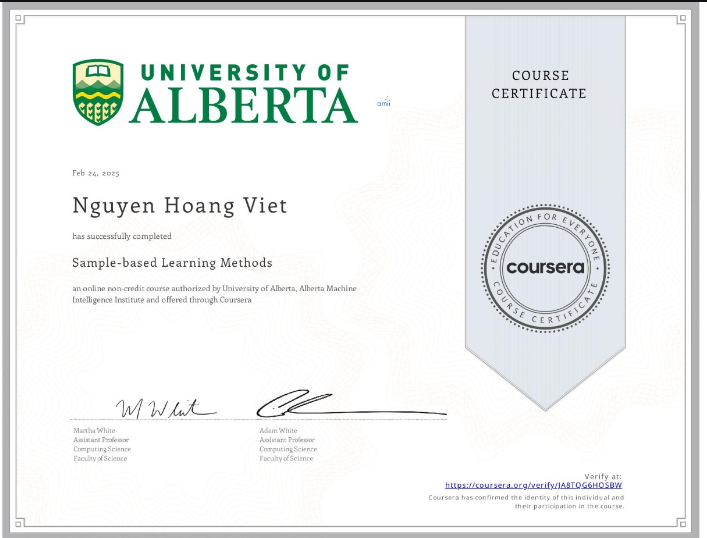 UNIVERSITY OF
ALBERTA
amii
COURSE
CERTIFICATE
Feb 24, 2025
Nguyen Hoang Viet
has successfully completed
Sample-based Learning Methods
an online non-credit course authorized by University of Alberta, Alberta Machine
Intelligence Institute and offered through Coursera
EDUCATION FOR EVERYONE
coursera
COURSE CERTIFICATE
M White
Martha White
Assistant Professor
Computing Science
Faculty of Science
Adam White
Assistant Professor
Computing Science
Faculty of Science
Verify at:
https://coursera.org/verify/JA8TQG6HOSBW
Coursera has confirmed the identity of this individual and
their participation in the course.